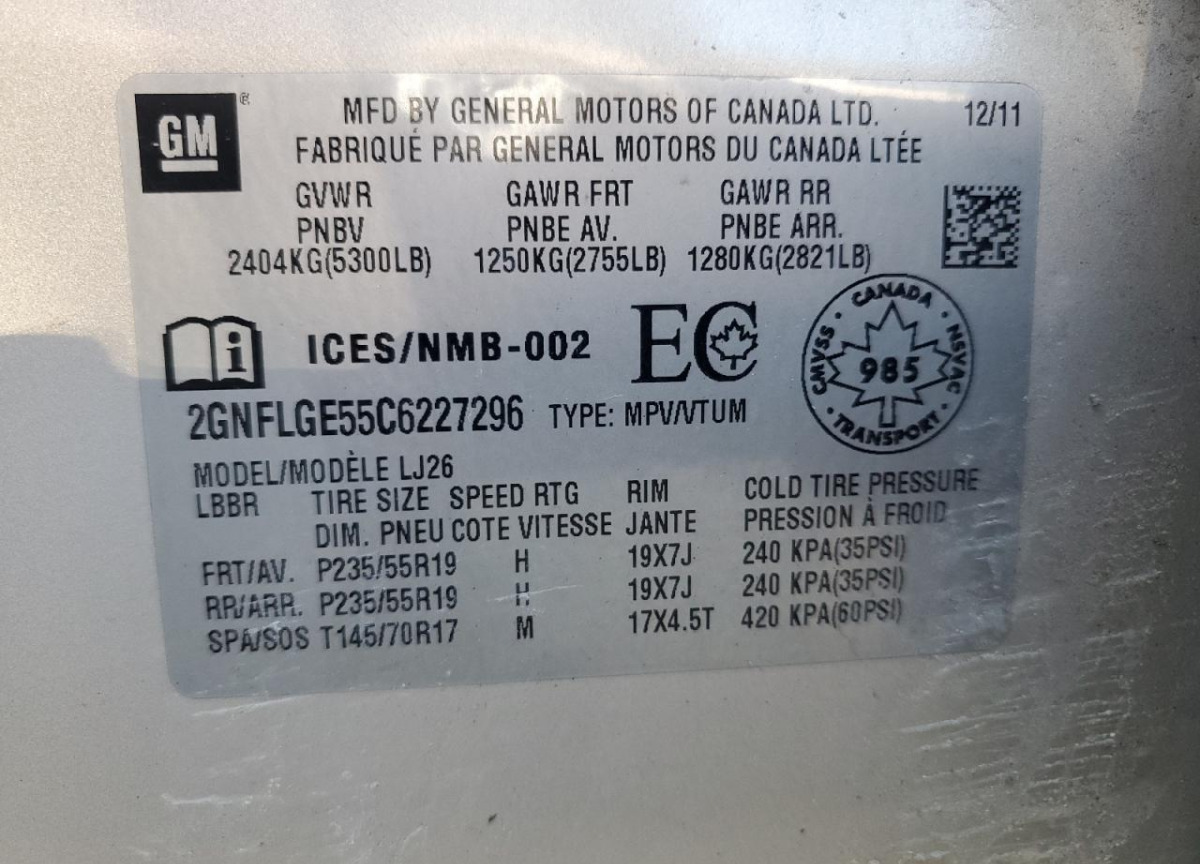 GM ®
MFD BY GENERAL MOTORS OF CANADA LTD. 12/11
FABRIQUÉ PAR GENERAL MOTORS DU CANADA LTÉE
GVWR GAWR FRT GAWR RR
PNBV PNBE AV. PNBE ARR.
2404KG(5300LB) 1250KG(2755LB) 1280KG(2821LB)
i ICES/NMB-002 EC
CANADA
CMVSS 985 NSVAC
TRANSPORT
2GNFLGE55C6227296 TYPE: MPV/VTUM
MODEL/MODÈLE LJ26
LBBR TIRE SIZE SPEED RTG RIM COLD TIRE PRESSURE
DIM. PNEU COTE VITESSE JANTE PRESSION À FROID
FRT/AV. P235/55R19 H 19X7J 240 KPA(35PSI)
RR/ARR. P235/55R19 H 19X7J 240 KPA(35PSI)
SPA/SOS T145/70R17 M 17X4.5T 420 KPA(60PSI)